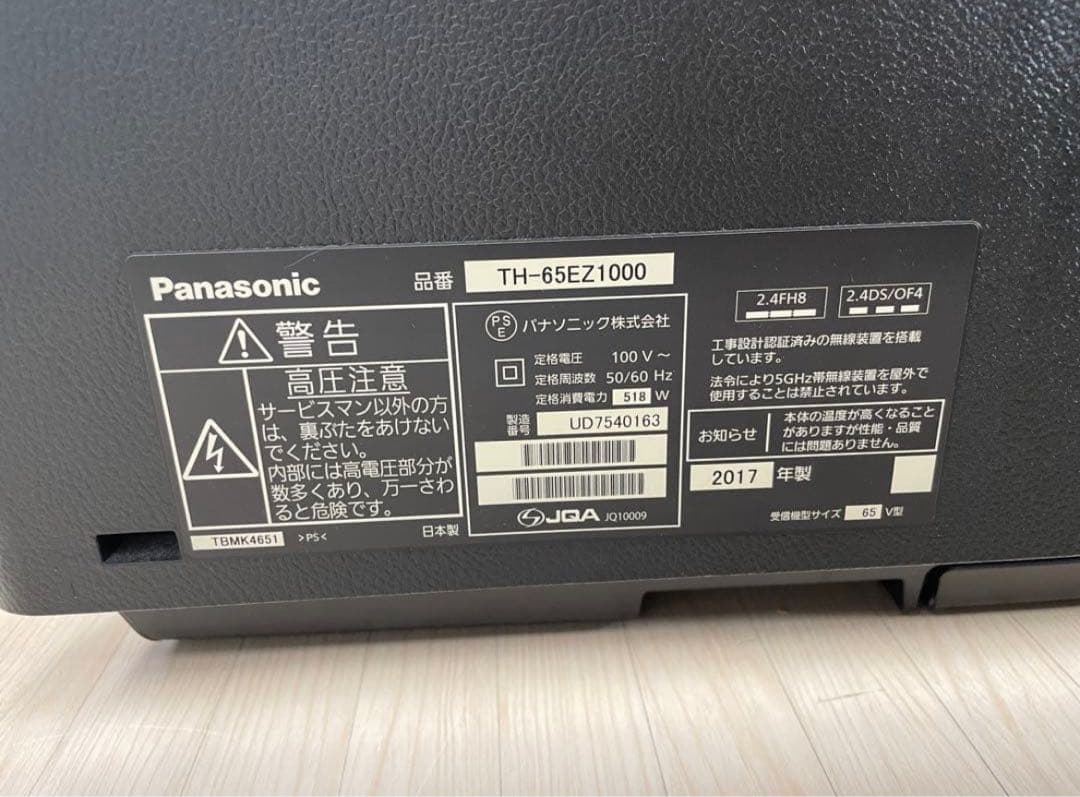 Panasonic
品番 TH-65EZ1000
警告
高圧注意
サービスマン以外の方
は、裏ぶたをあけない
でください。
内部には高電圧部分が
数多くあり、万一さわ
ると危険です。
TBMK4651 >PS<
日本製
PSE パナソニック株式会社
定格電圧 100 V ～
定格周波数 50/60 Hz
定格消費電力 518 W
製造番号 UD7540163
JQA JQ10009
2.4FH8
2.4DS/OF4
工事設計認証済みの無線装置を搭載
しています。
法令により5GHz帯無線装置を屋外で
使用することは禁止されています。
お知らせ
本体の温度が高くなること
がありますが性能・品質
には問題ありません。
2017 年製
受信機型サイズ 65 V型